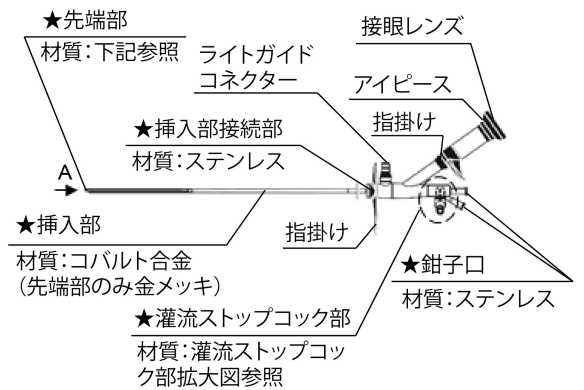 ★先端部
材質：下記参照
ライトガイド
コネクター
接眼レンズ
アイピース
指掛け
★挿入部接続部
材質：ステンレス
A
★挿入部
材質：コバルト合金
（先端部のみ金メッキ）
指掛け
★鉗子口
材質：ステンレス
★灌流ストップコック部
材質：灌流ストップコッ
ク部拡大図参照